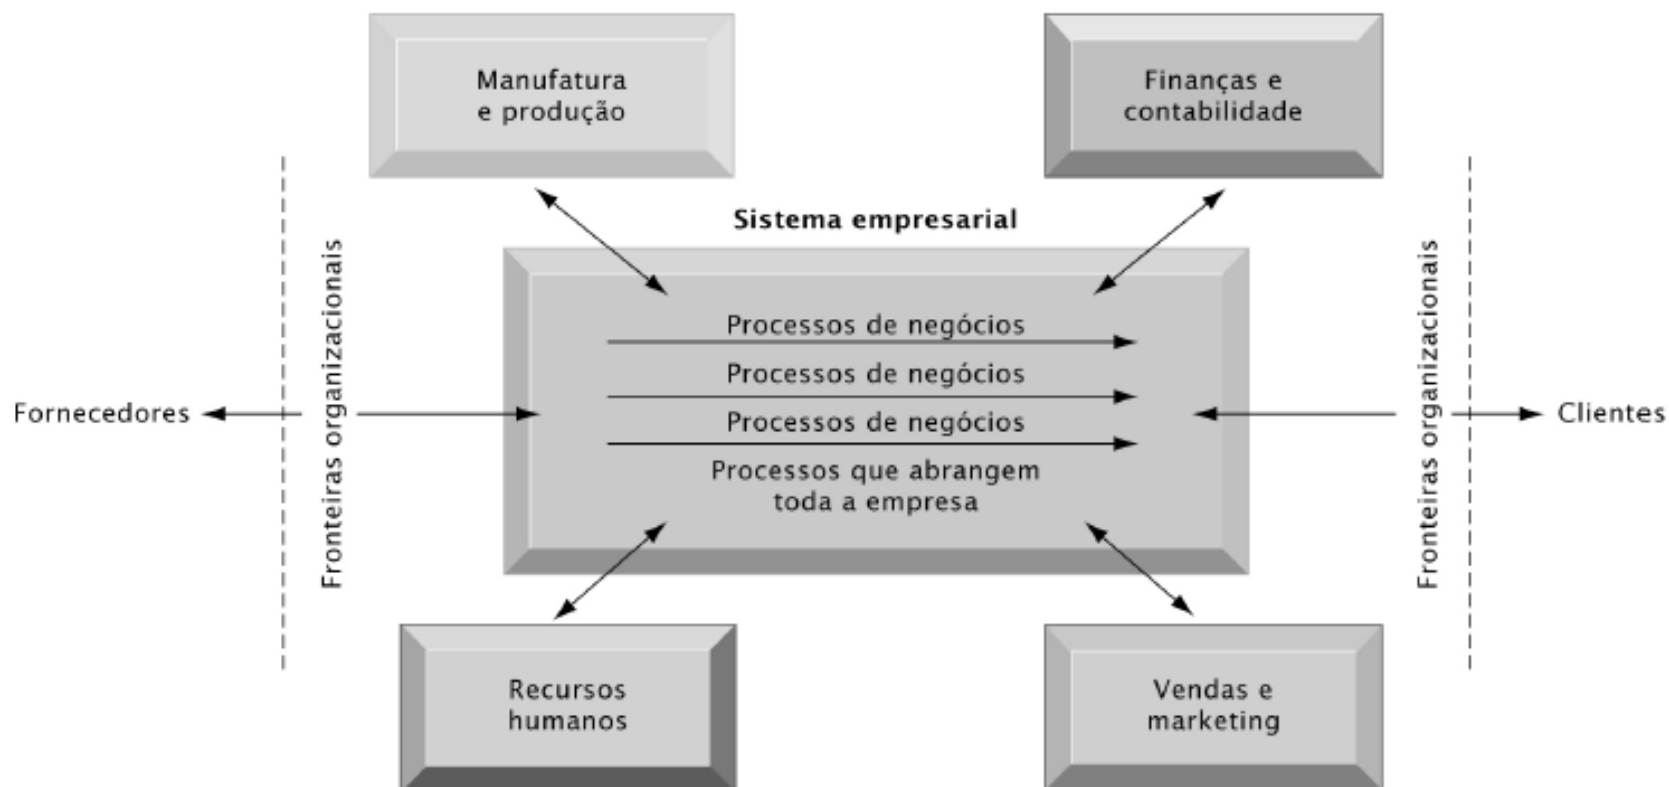 Manufatura
e produção
Finanças e
contabilidade
Sistema empresarial
Fronteiras organizacionais
Processos de negócios
Processos de negócios
Fornecedores
Clientes
Processos de negócios
Processos que abrangem
toda a empresa
Fronteiras organizacionais
Recursos
humanos
Vendas e
marketing